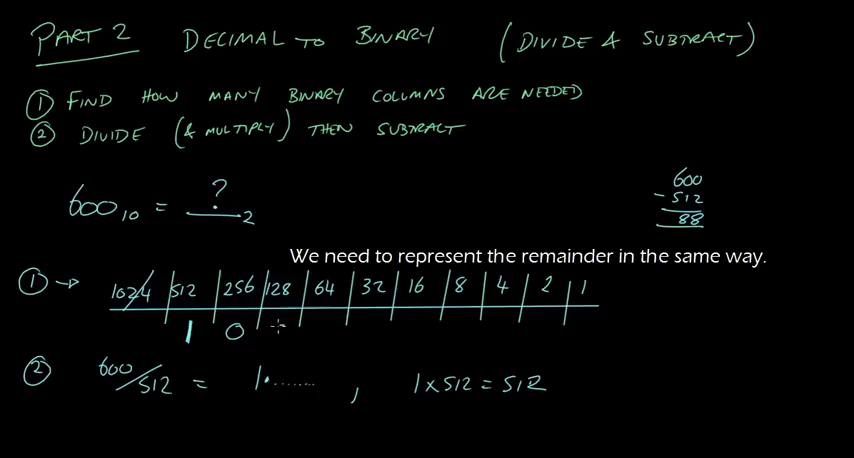 PART 2 DECIMAL TO BINARY (DIVIDE & SUBTRACT)
① FIND HOW MANY BINARY COLUMNS ARE NEEDED
② DIVIDE (& MULTIPLY) THEN SUBTRACT
600₁₀ = ?₂
600
- 512
88
We need to represent the remainder in the same way.
① → 1024 512 256 128 64 32 16 8 4 2 1
1 0
② 600/512 = 1........ , 1 x 512 = 512